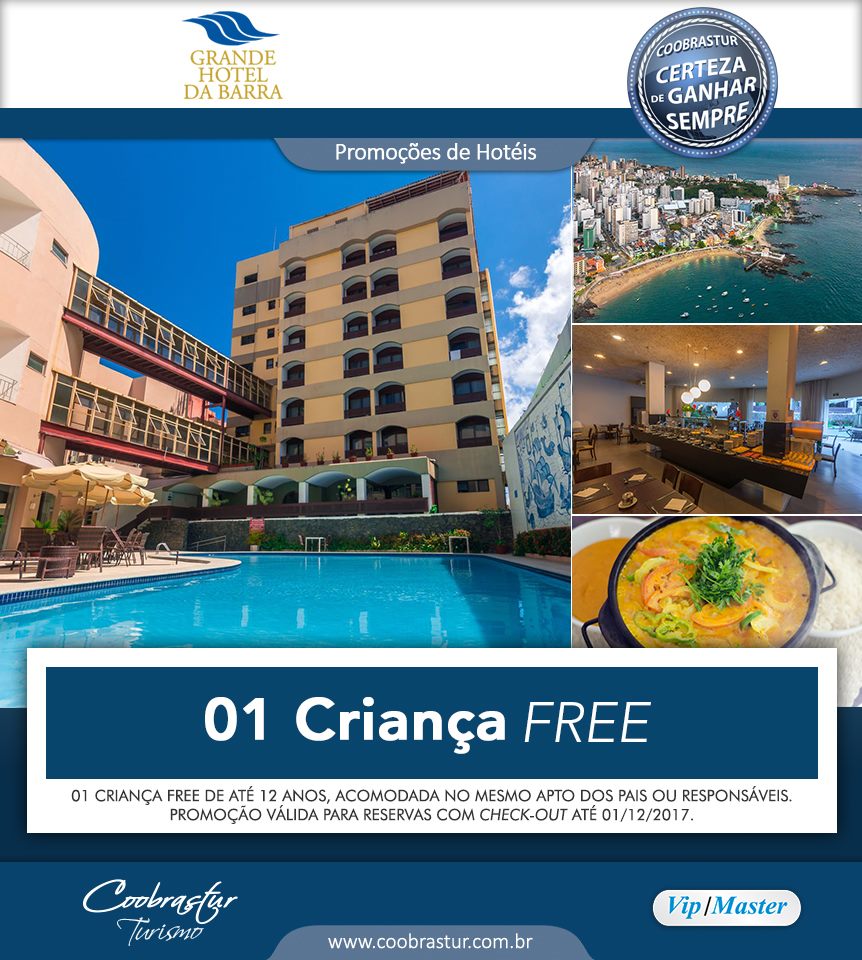 GRANDE
HOTEL
DA BARRA
COOBRASTUR
CERTEZA
DE GANHAR
SEMPRE
Promoções de Hotéis
01 Criança FREE
01 CRIANÇA FREE DE ATÉ 12 ANOS, ACOMODADA NO MESMO APTO DOS PAIS OU RESPONSÁVEIS.
PROMOÇÃO VÁLIDA PARA RESERVAS COM CHECK-OUT ATÉ 01/12/2017.
Coobrastur
Turismo
Vip|Master
www.coobrastur.com.br